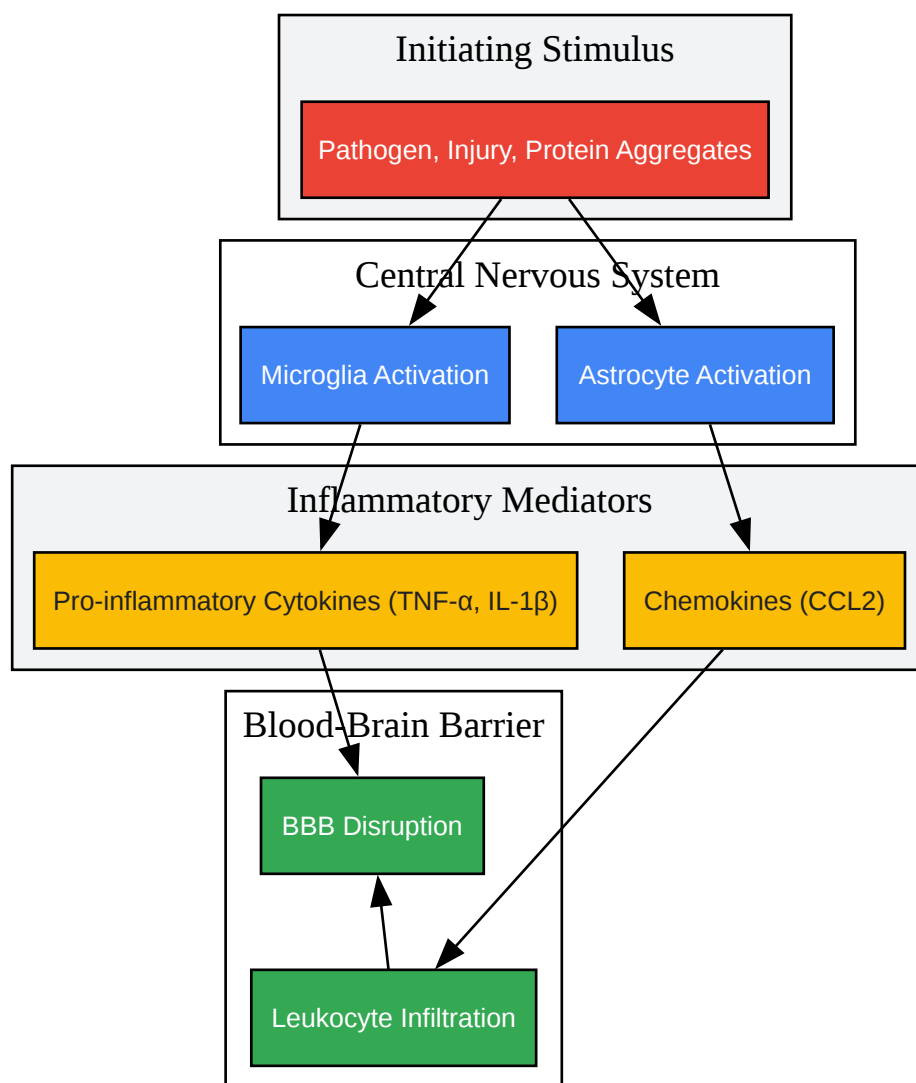 Initiating Stimulus
Pathogen, Injury, Protein Aggregates
Central Nervous System
Microglia Activation
Astrocyte Activation
Inflammatory Mediators
Pro-inflammatory Cytokines (TNF-α, IL-1β)
Chemokines (CCL2)
Blood-Brain Barrier
BBB Disruption
Leukocyte Infiltration